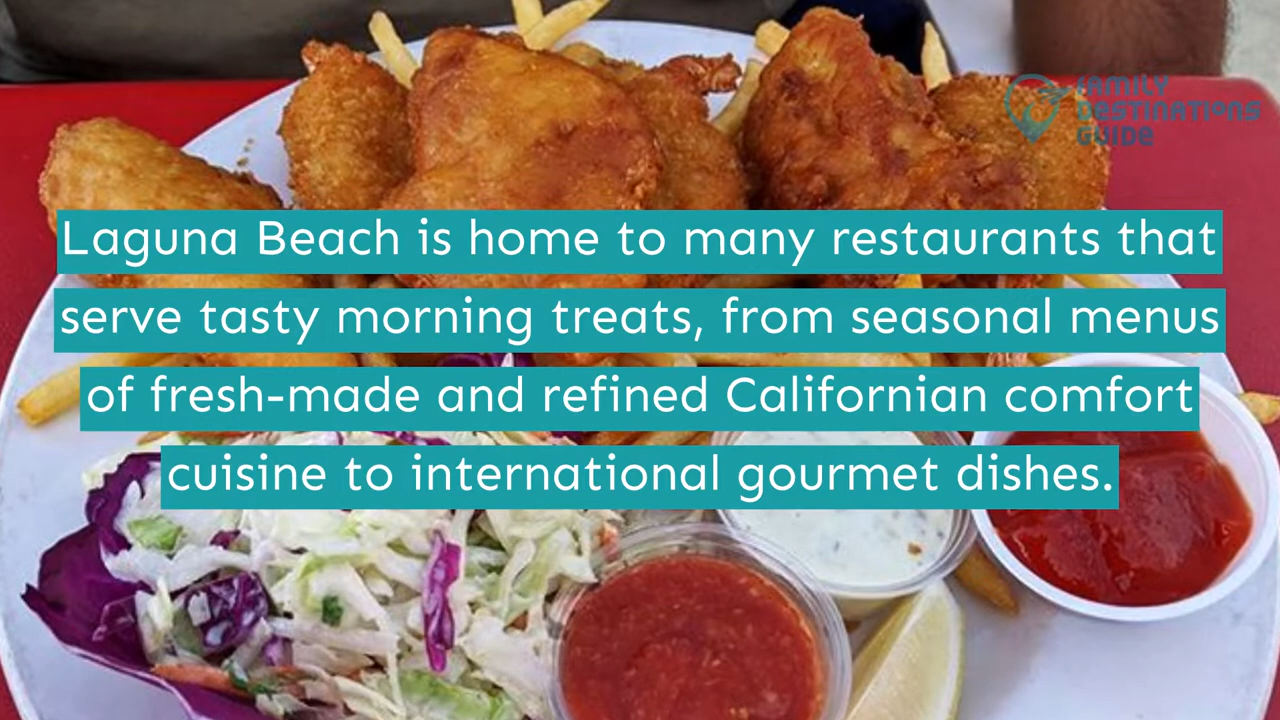 FAMILY
DESTINATIONS
GUIDE
Laguna Beach is home to many restaurants that
serve tasty morning treats, from seasonal menus
of fresh-made and refined Californian comfort
cuisine to international gourmet dishes.